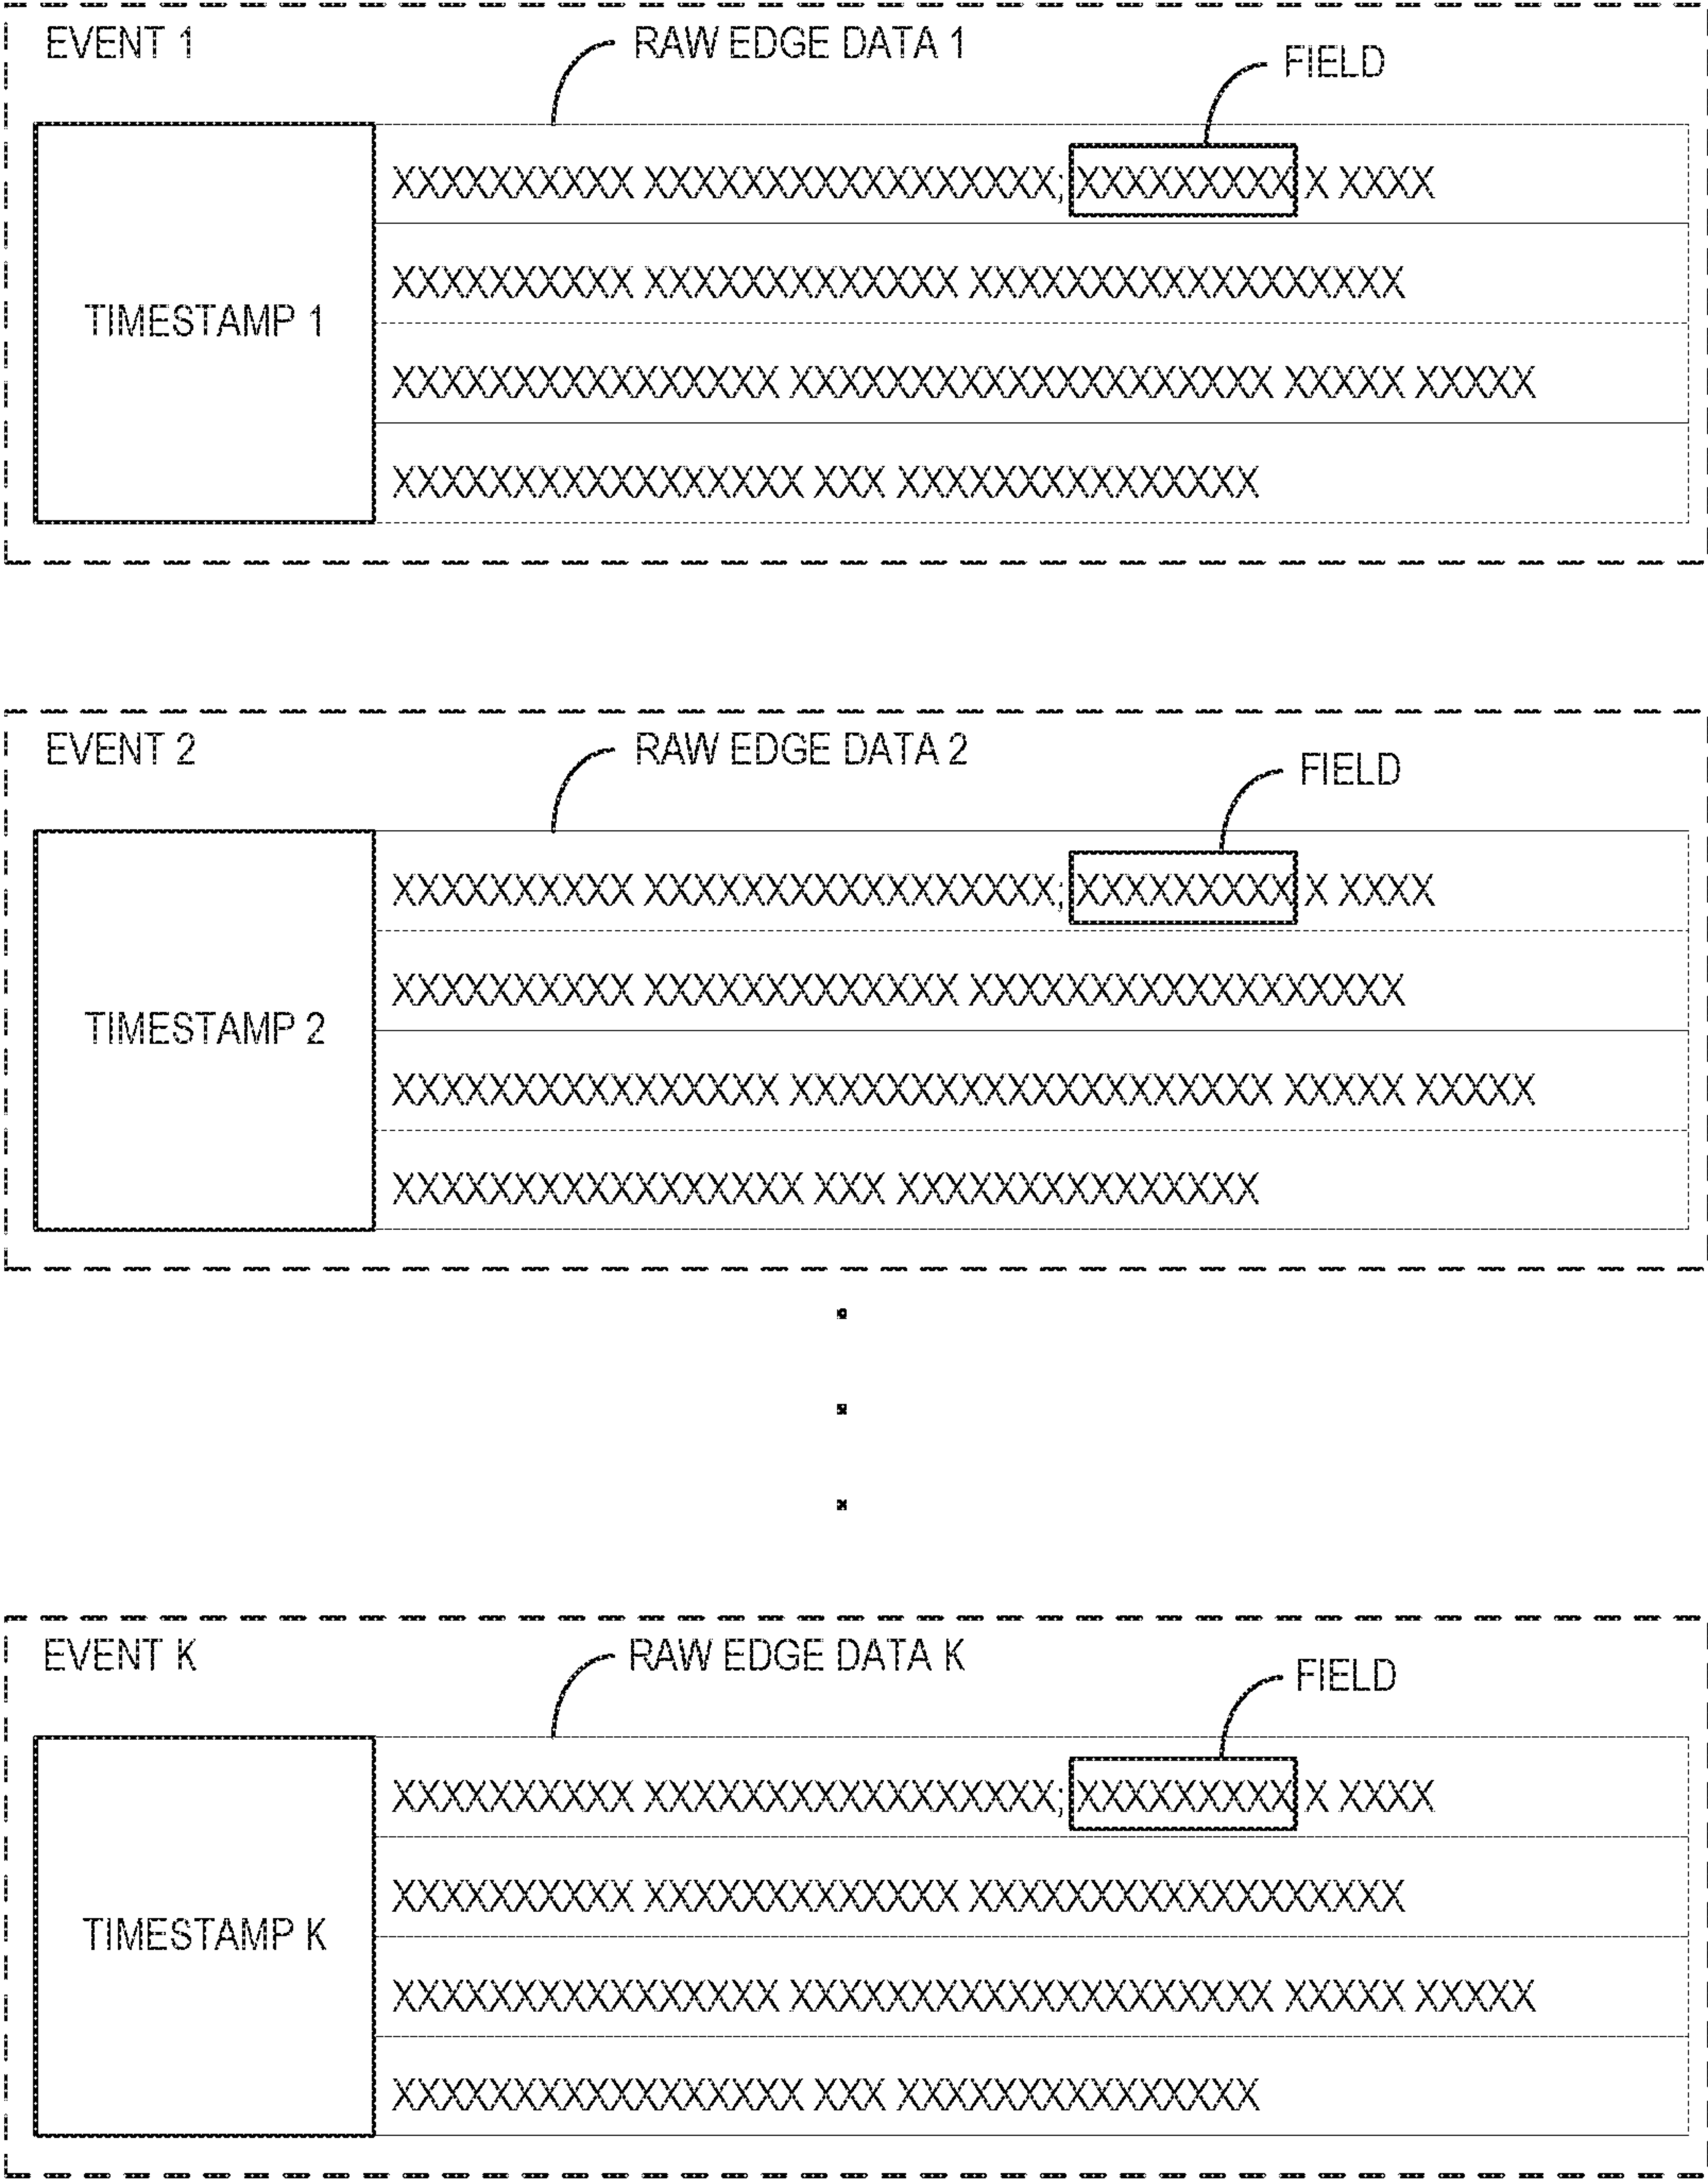 EVENT 1
RAW EDGE DATA 1
FIELD
TIMESTAMP 1
XXXXXXXXXX XXXXXXXXXXXXXXXXX; XXXXXXXXX X XXXX
XXXXXXXXXX XXXXXXXXXXXXX XXXXXXXXXXXXXXXXXX
XXXXXXXXXXXXXXXX XXXXXXXXXXXXXXXXXXXX XXXXX XXXXX
XXXXXXXXXXXXXXXXX XXX XXXXXXXXXXXXXXX
EVENT 2
RAW EDGE DATA 2
FIELD
TIMESTAMP 2
XXXXXXXXXX XXXXXXXXXXXXXXXXX; XXXXXXXXX X XXXX
XXXXXXXXXX XXXXXXXXXXXXX XXXXXXXXXXXXXXXXXX
XXXXXXXXXXXXXXXX XXXXXXXXXXXXXXXXXXXX XXXXX XXXXX
XXXXXXXXXXXXXXXXX XXX XXXXXXXXXXXXXXX
EVENT K
RAW EDGE DATA K
FIELD
TIMESTAMP K
XXXXXXXXXX XXXXXXXXXXXXXXXXX; XXXXXXXXX X XXXX
XXXXXXXXXX XXXXXXXXXXXXX XXXXXXXXXXXXXXXXXX
XXXXXXXXXXXXXXXX XXXXXXXXXXXXXXXXXXXX XXXXX XXXXX
XXXXXXXXXXXXXXXXX XXX XXXXXXXXXXXXXXX